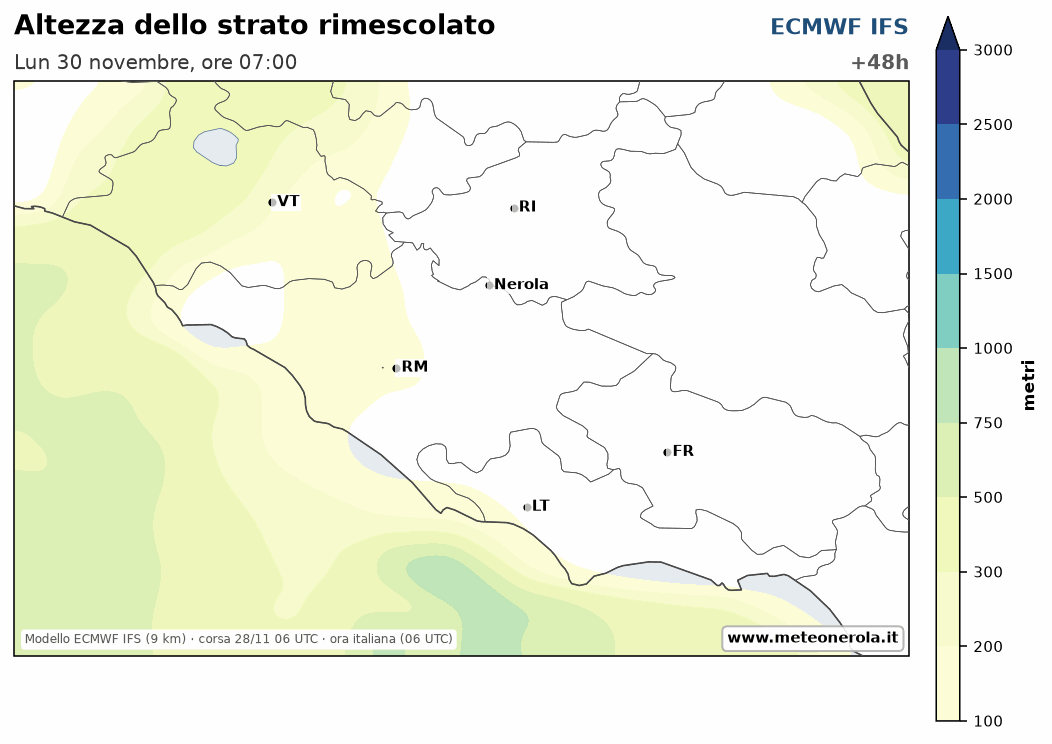 Altezza dello strato rimescolato
ECMWF IFS
Lun 30 novembre, ore 07:00
+48h
3000
2500
2000
1500
1000
750
500
300
200
100
metri
VT
RI
Nerola
RM
FR
LT
Modello ECMWF IFS (9 km) · corsa 28/11 06 UTC · ora italiana (06 UTC)
www.meteonerola.it